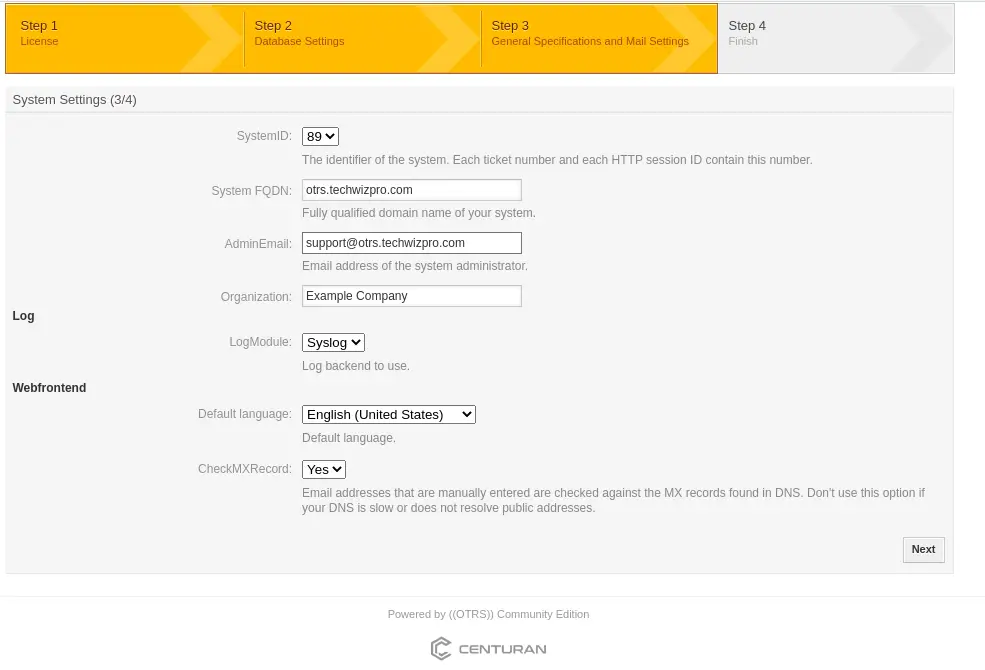 Step 1
License
Step 2
Database Settings
Step 3
General Specifications and Mail Settings
Step 4
Finish
System Settings (3/4)
SystemID: 89
The identifier of the system. Each ticket number and each HTTP session ID contain this number.
System FQDN: otrs.techwizpro.com
Fully qualified domain name of your system.
AdminEmail: support@otrs.techwizpro.com
Email address of the system administrator.
Organization: Example Company
Log
LogModule: Syslog
Log backend to use.
Webfrontend
Default language: English (United States)
Default language.
CheckMXRecord: Yes
Email addresses that are manually entered are checked against the MX records found in DNS. Don't use this option if
your DNS is slow or does not resolve public addresses.
Next
Powered by ((OTRS)) Community Edition
CENTURAN